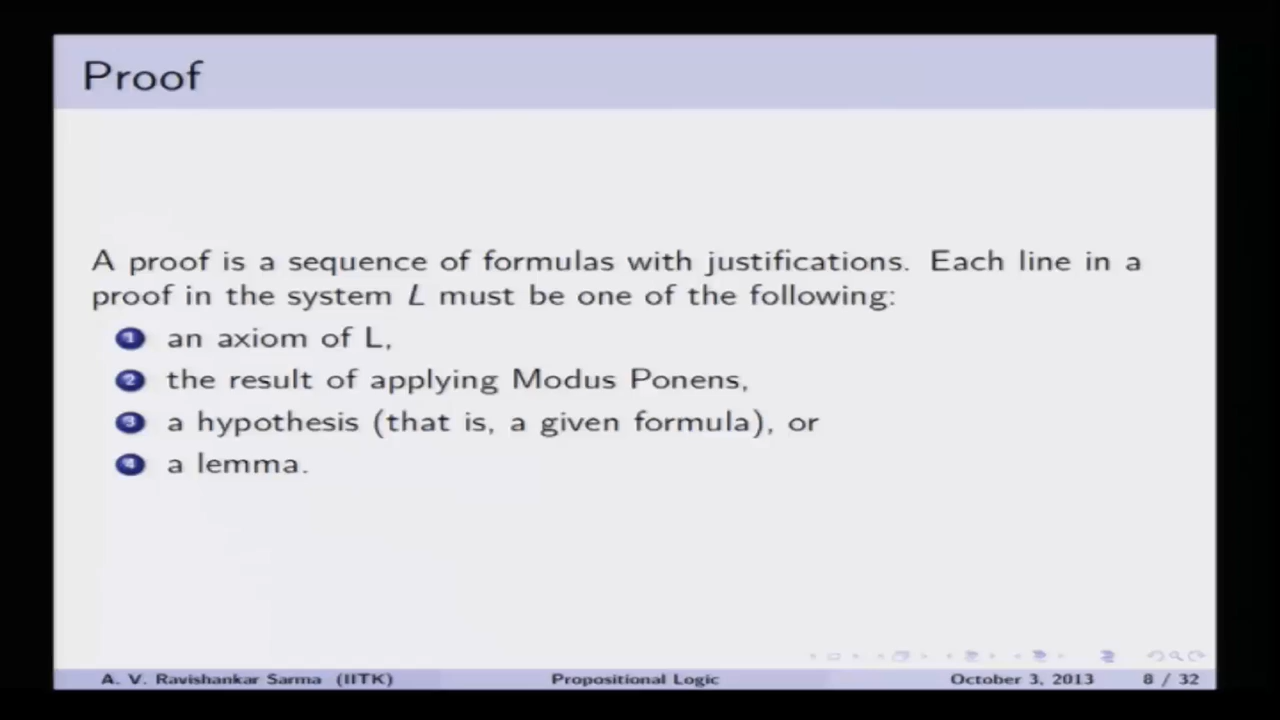 Proof
A proof is a sequence of formulas with justifications. Each line in a
proof in the system L must be one of the following:
1 an axiom of L,
2 the result of applying Modus Ponens,
3 a hypothesis (that is, a given formula), or
4 a lemma.
A. V. Ravishankar Sarma (IITK) Propositional Logic October 3, 2013 8 / 32